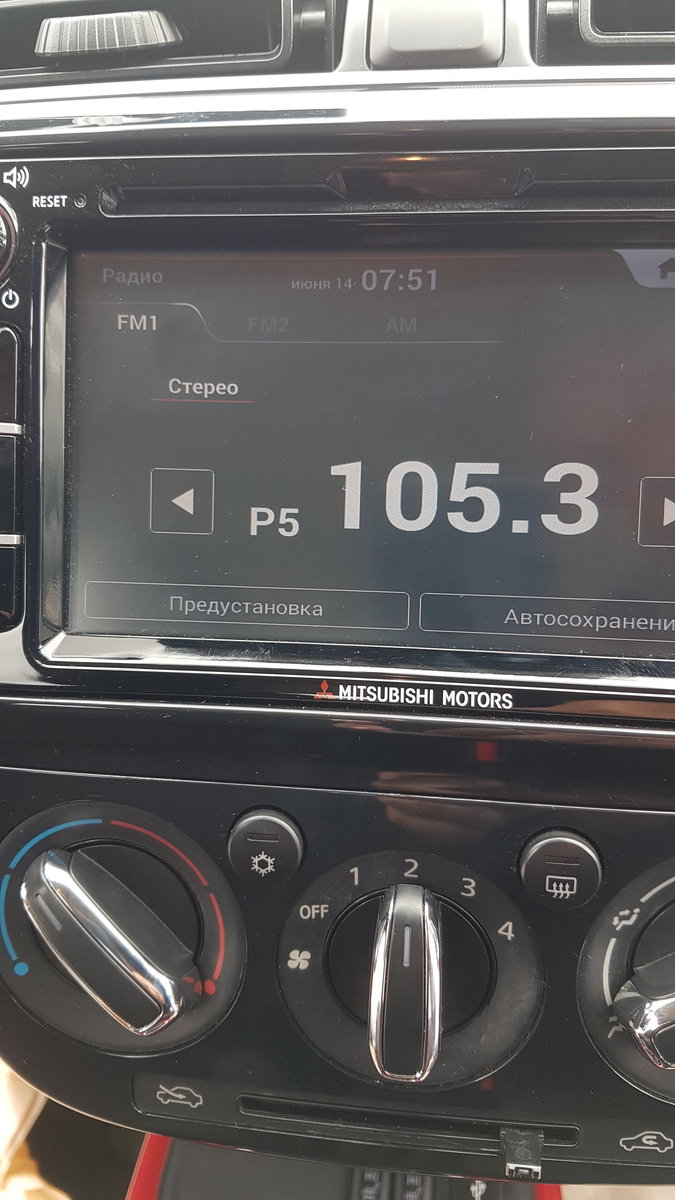 RESET
Радио
июня 14 07:51
FM1 FM2 AM
Стерео
P5 105.3
Предустановка Автосохранени
MITSUBISHI MOTORS
OFF 1 2 3 4